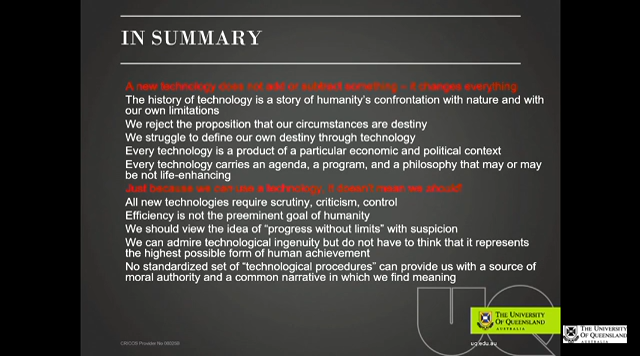 IN SUMMARY
A new technology does not add or subtract something – it changes everything
The history of technology is a story of humanity's confrontation with nature and with
our own limitations
We reject the proposition that our circumstances are destiny
We struggle to define our own destiny through technology
Every technology is a product of a particular economic and political context
Every technology carries an agenda, a program, and a philosophy that may or may
be not life-enhancing
Just because we can use a technology, it doesn't mean we should!
All new technologies require scrutiny, criticism, control
Efficiency is not the preeminent goal of humanity
We should view the idea of "progress without limits" with suspicion
We can admire technological ingenuity but do not have to think that it represents
the highest possible form of human achievement
No standardized set of "technological procedures" can provide us with a source of
moral authority and a common narrative in which we find meaning
UQ
THE UNIVERSITY
OF QUEENSLAND
AUSTRALIA
THE UNIVERSITY
OF QUEENSLAND
AUSTRALIA
CRICOS Provider No 00025B
uq.edu.au